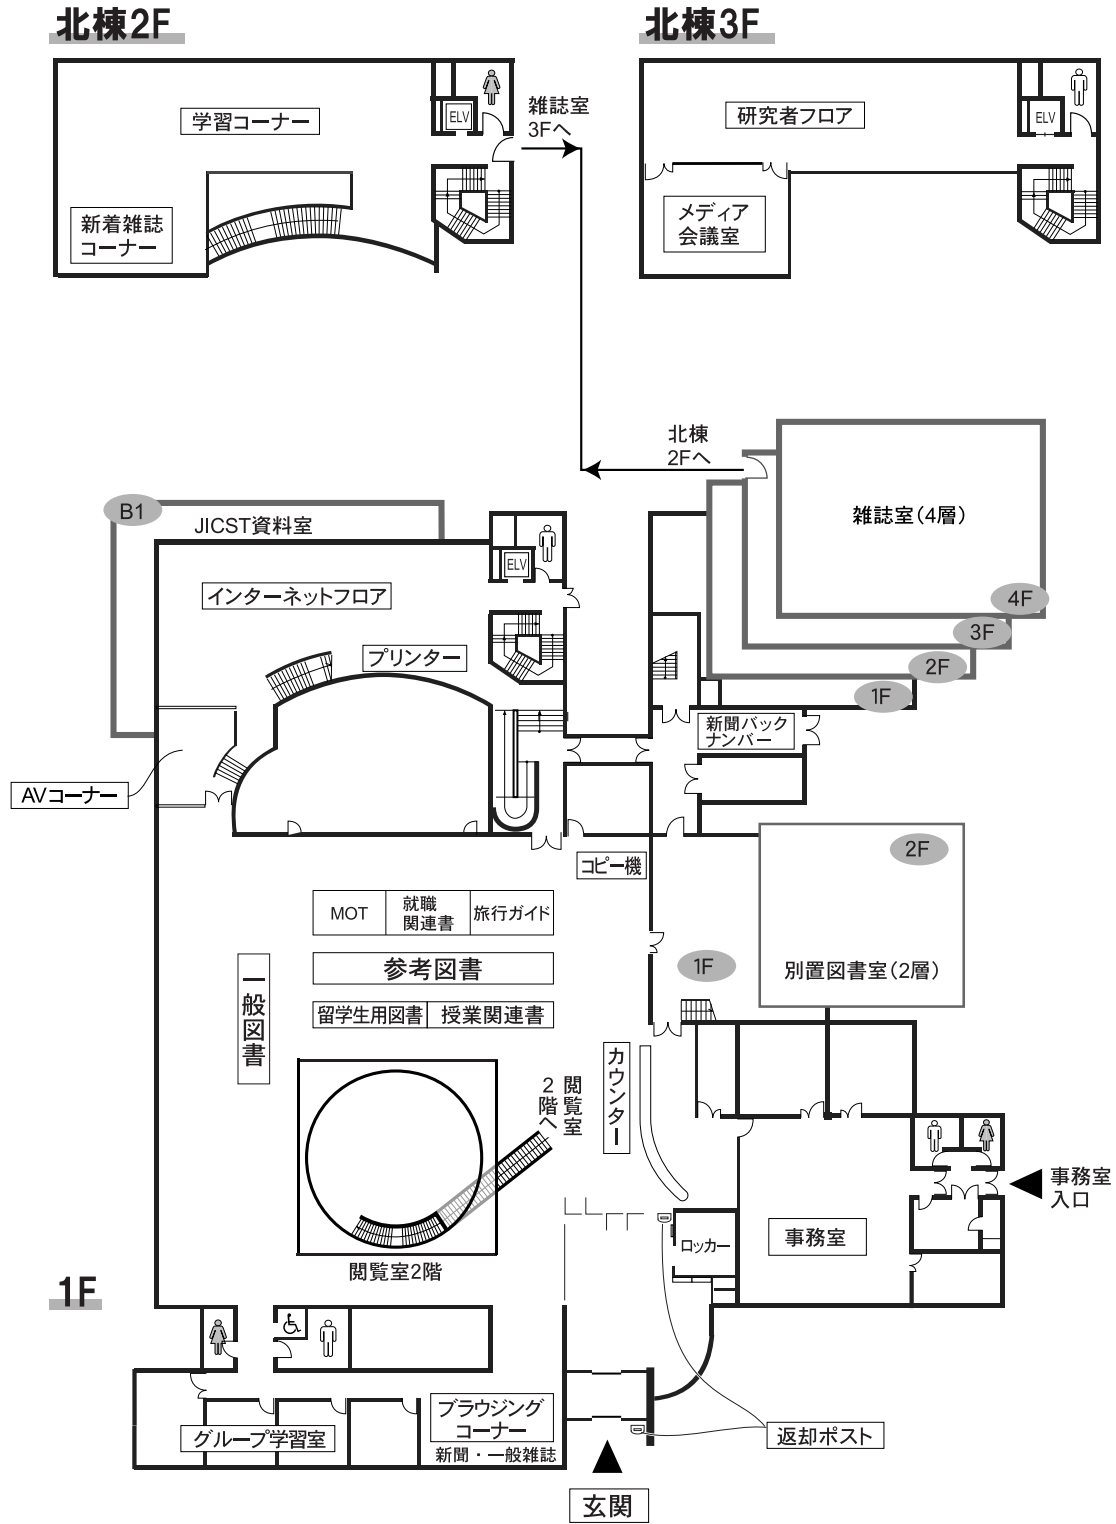 北棟2F
北棟3F
学習コーナー
ELV
雑誌室
3Fへ
新着雑誌
コーナー
研究者フロア
ELV
メディア
会議室
北棟
2Fへ
B1
JICST資料室
インターネットフロア
ELV
プリンター
雑誌室(4層)
4F
3F
2F
1F
新聞バック
ナンバー
AVコーナー
コピー機
2F
別置図書室(2層)
1F
MOT
就職
関連書
旅行ガイド
参考図書
留学生用図書
授業関連書
一般図書
閲覧室
2階へ
カウンター
閲覧室2階
事務室
入口
事務室
ロッカー
1F
グループ学習室
ブラウジング
コーナー
新聞・一般雑誌
返却ポスト
玄関